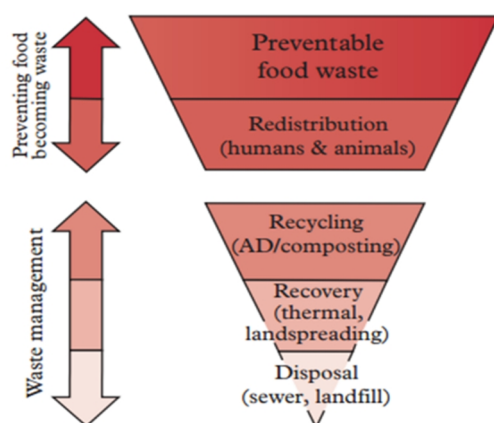 Preventing food
becoming waste
Preventable
food waste
Redistribution
(humans & animals)
Waste management
Recycling
(AD/composting)
Recovery
(thermal,
landspreading)
Disposal
(sewer, landfill)